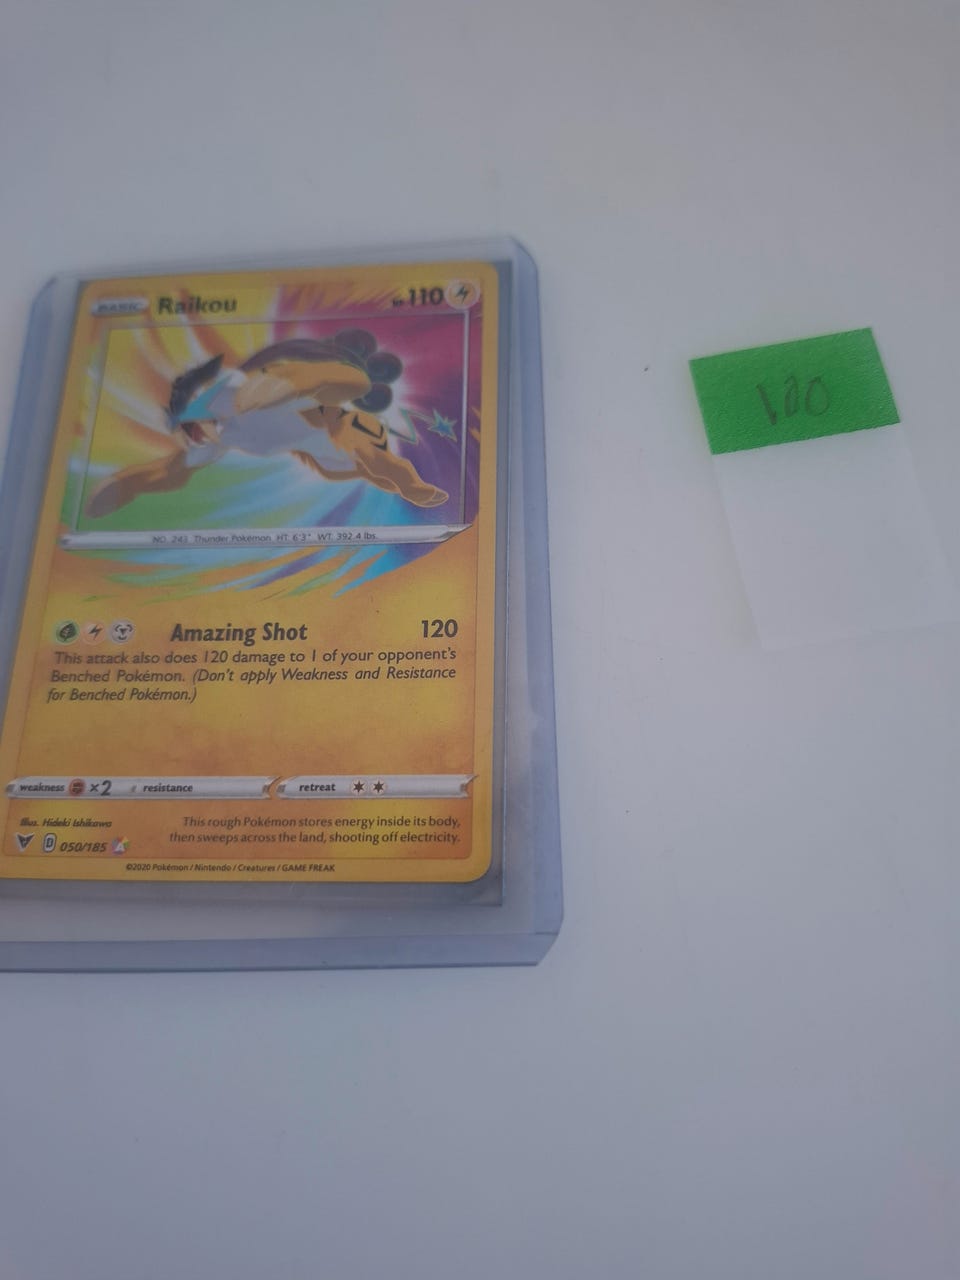 BASIC Raikou HP 110
NO. 243 Thunder Pokémon HT: 6'3" WT: 392.4 lbs.
Amazing Shot 120
This attack also does 120 damage to 1 of your opponent's
Benched Pokémon. (Don't apply Weakness and Resistance
for Benched Pokémon.)
weakness ×2 resistance retreat
Illus. Hideki Ishikawa
This rough Pokémon stores energy inside its body,
then sweeps across the land, shooting off electricity.
D 050/185 A
©2020 Pokémon / Nintendo / Creatures / GAME FREAK